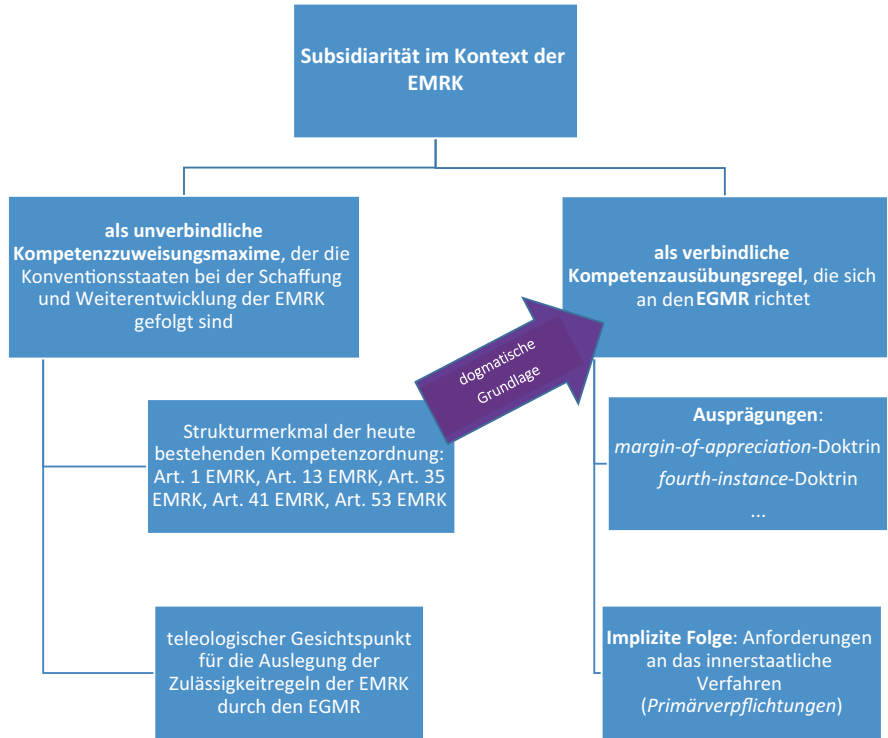 Subsidiarität im Kontext der
EMRK
als unverbindliche
Kompetenzzuweisungsmaxime, der die
Konventionsstaaten bei der Schaffung
und Weiterentwicklung der EMRK
gefolgt sind
als verbindliche
Kompetenzausübungsregel, die sich
an den EGMR richtet
dogmatische
Grundlage
Strukturmerkmal der heute
bestehenden Kompetenzordnung:
Art. 1 EMRK, Art. 13 EMRK, Art. 35
EMRK, Art. 41 EMRK, Art. 53 EMRK
Ausprägungen:
margin-of-appreciation-Doktrin
fourth-instance-Doktrin
...
teleologischer Gesichtspunkt
für die Auslegung der
Zulässigkeitregeln der EMRK
durch den EGMR
Implizite Folge: Anforderungen
an das innerstaatliche
Verfahren
(Primärverpflichtungen)